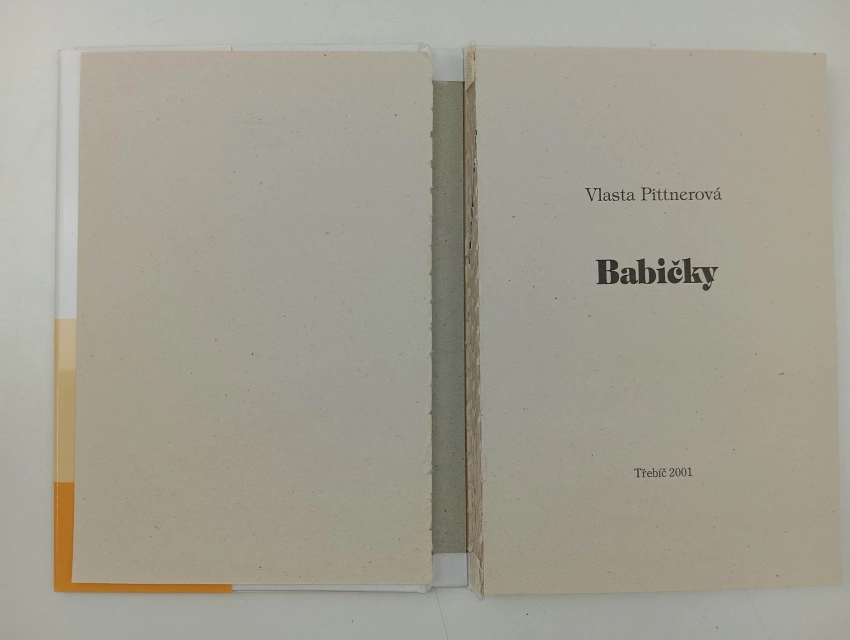 Vlasta Pittnerová
Babičky
Třebíč 2001